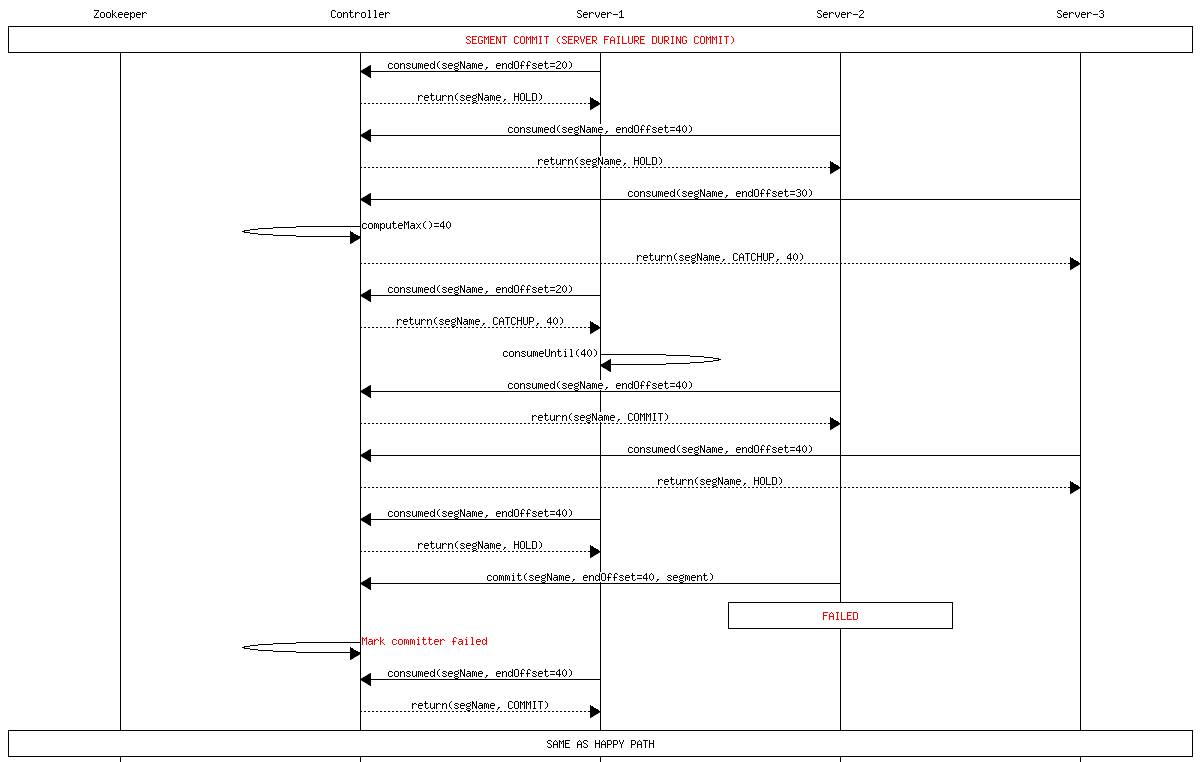 Zookeeper Controller Server-1 Server-2 Server-3
SEGMENT COMMIT (SERVER FAILURE DURING COMMIT)
consumed(segName, endOffset=20)
return(segName, HOLD)
consumed(segName, endOffset=40)
return(segName, HOLD)
consumed(segName, endOffset=30)
computeMax()=40
return(segName, CATCHUP, 40)
consumed(segName, endOffset=20)
return(segName, CATCHUP, 40)
consumeUntil(40)
consumed(segName, endOffset=40)
return(segName, COMMIT)
consumed(segName, endOffset=40)
return(segName, HOLD)
consumed(segName, endOffset=40)
return(segName, HOLD)
commit(segName, endOffset=40, segment)
FAILED
Mark committer failed
consumed(segName, endOffset=40)
return(segName, COMMIT)
SAME AS HAPPY PATH